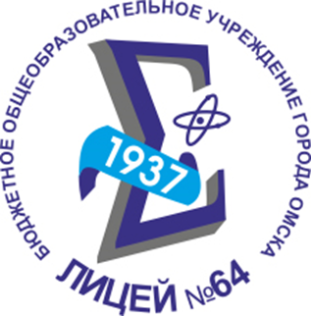 БЮДЖЕТНОЕ ОБЩЕОБРАЗОВАТЕЛЬНОЕ УЧРЕЖДЕНИЕ ГОРОДА ОМСКА
Σ
1937
ЛИЦЕЙ №64